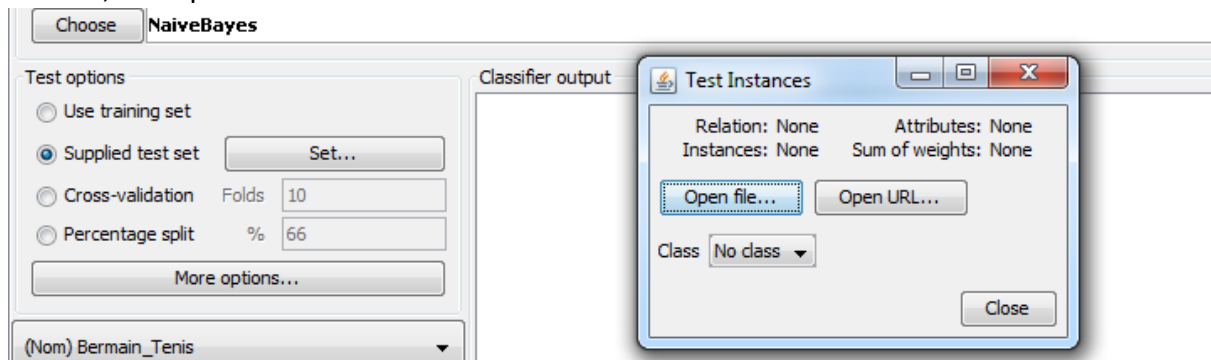 Choose NaiveBayes
Test options
Use training set
Supplied test set Set...
Cross-validation Folds 10
Percentage split % 66
More options...
(Nom) Bermain_Tenis
Classifier output
Test Instances
Relation: None Attributes: None
Instances: None Sum of weights: None
Open file... Open URL...
Class No class
Close